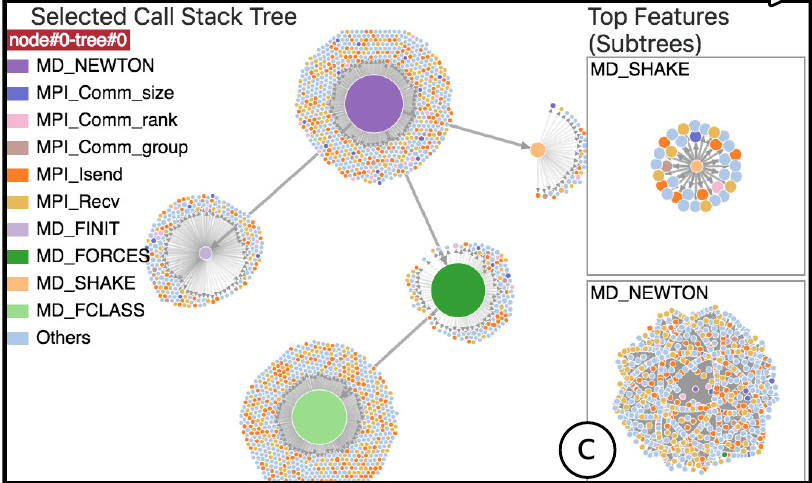 Selected Call Stack Tree
node#0-tree#0
MD_NEWTON
MPI_Comm_size
MPI_Comm_rank
MPI_Comm_group
MPI_Isend
MPI_Recv
MD_FINIT
MD_FORCES
MD_SHAKE
MD_FCLASS
Others
Top Features
(Subtrees)
MD_SHAKE
MD_NEWTON
C